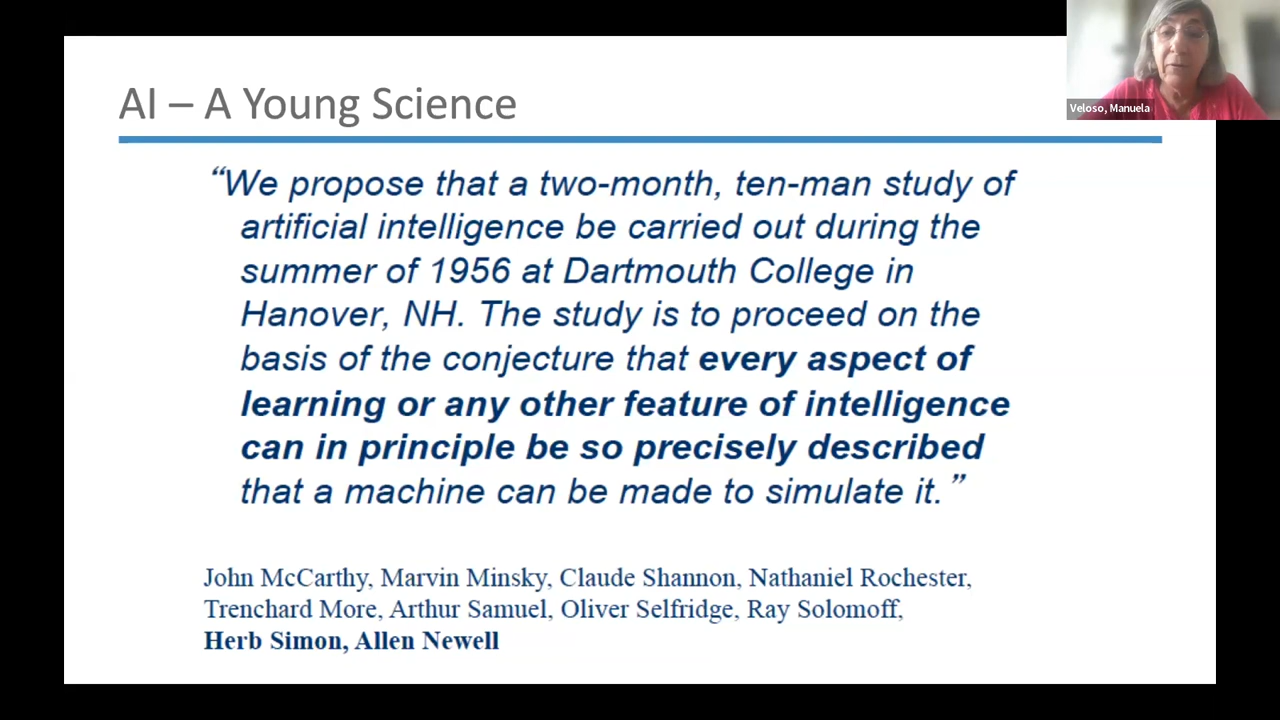 AI – A Young Science
Veloso, Manuela
“We propose that a two-month, ten-man study of
artificial intelligence be carried out during the
summer of 1956 at Dartmouth College in
Hanover, NH. The study is to proceed on the
basis of the conjecture that every aspect of
learning or any other feature of intelligence
can in principle be so precisely described
that a machine can be made to simulate it.”
John McCarthy, Marvin Minsky, Claude Shannon, Nathaniel Rochester,
Trenchard More, Arthur Samuel, Oliver Selfridge, Ray Solomoff,
Herb Simon, Allen Newell